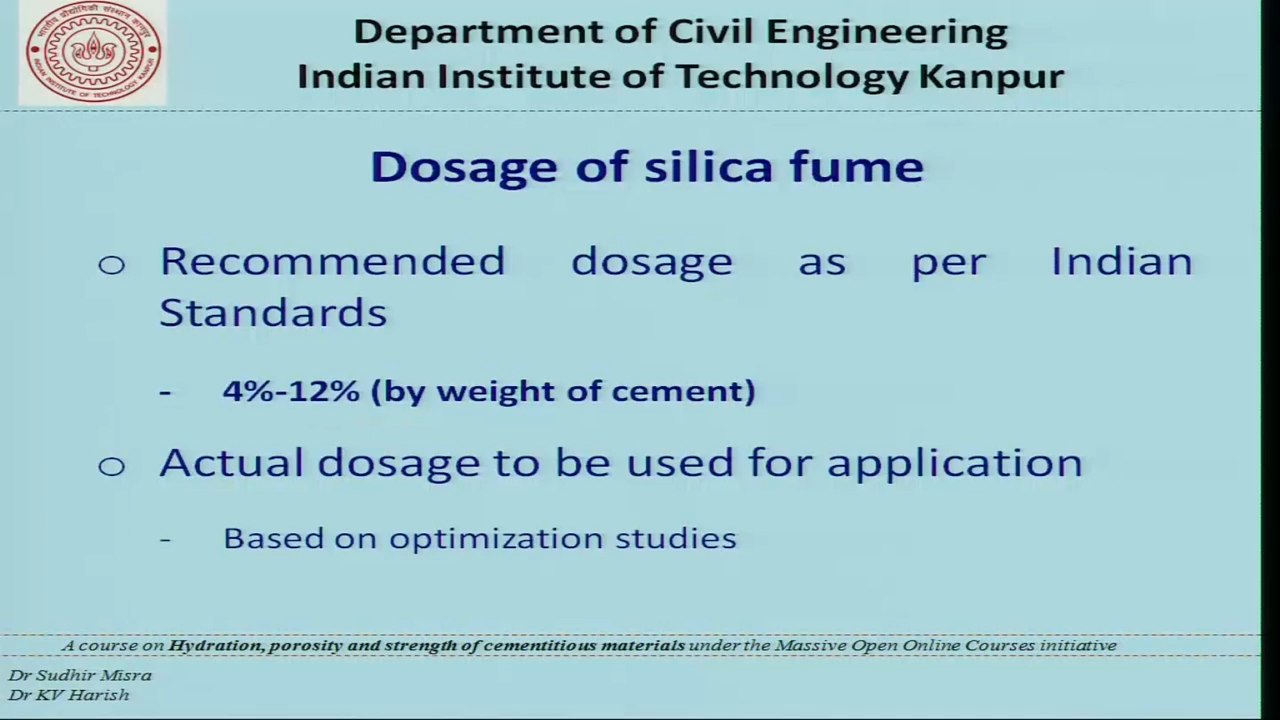 Department of Civil Engineering
Indian Institute of Technology Kanpur
Dosage of silica fume
o Recommended dosage as per Indian
Standards
- 4%-12% (by weight of cement)
o Actual dosage to be used for application
- Based on optimization studies
A course on Hydration, porosity and strength of cementitious materials under the Massive Open Online Courses initiative
Dr Sudhir Misra
Dr KV Harish